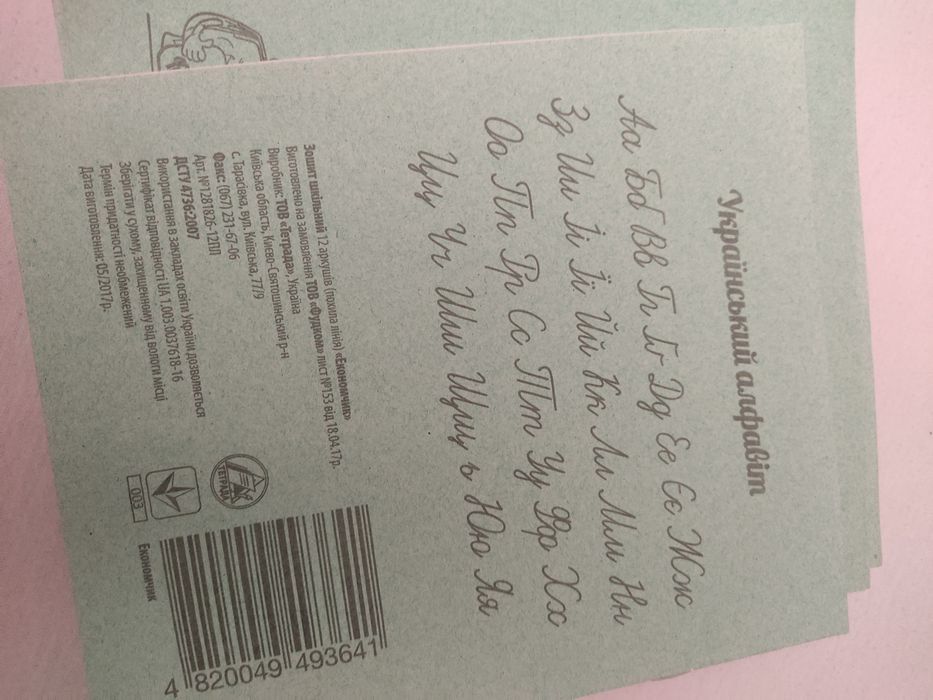 Український алфавіт
Аа Бб Вв Гг Ґґ Дд Ее Єє Жж
Зз Ии Іі Її Йй Кк Лл Мм Нн
Оо Пп Рр Сс Тт Уу Фф Хх
Цц Чч Шш Щщ ь Юю Яя
Зошит шкільний 12 аркушів (похила лінія) «Економчик»
Виготовлено на замовлення ТОВ «Фудком» лист №153 від 18.04.17р.
Виробник: ТОВ «Тетрада», Україна
Київська область, Києво-Святошинський р-н
с. Тарасівка, вул. Київська, 77/9
Факс: (067) 231-67-06
Арт. №1281826-12ПЛ
ДСТУ 4736:2007
Використання в закладах освіти України дозволяється
Сертифікат відповідності UA 1.003.0037618-16
Зберігати у сухому, захищенному від вологи місці
Термін придатності необмежений
Дата виготовлення: 05/2017р.
ТЕТРАДА
003
Економчик
4 820049 493641